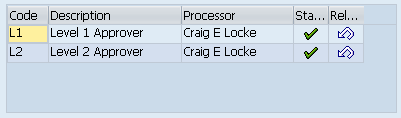 Code Description Processor Sta... Rel...
L1 Level 1 Approver Craig E Locke
L2 Level 2 Approver Craig E Locke